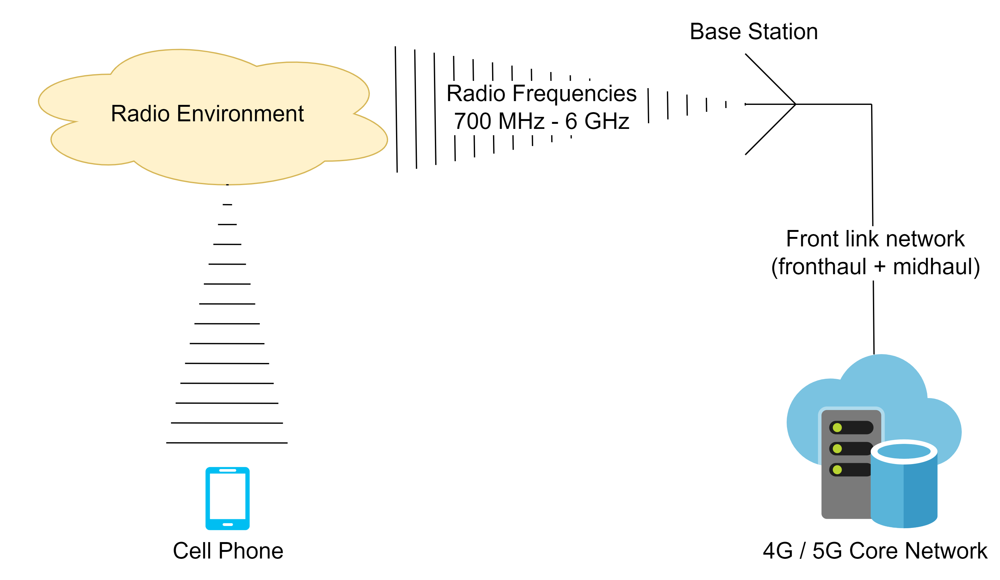 Base Station
Radio Environment
Radio Frequencies
700 MHz - 6 GHz
Front link network
(fronthaul + midhaul)
Cell Phone
4G / 5G Core Network